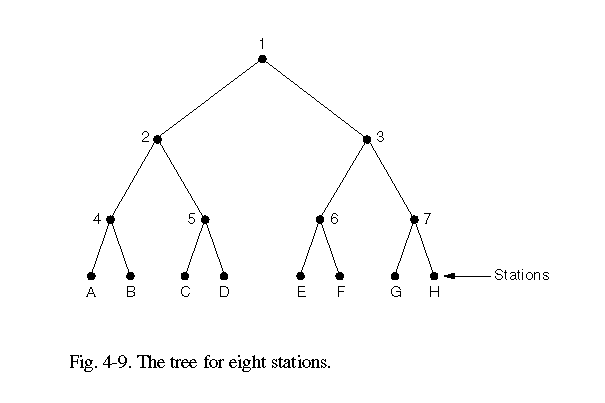 1
2 3
4 5 6 7
Stations
A B C D E F G H
Fig. 4-9. The tree for eight stations.